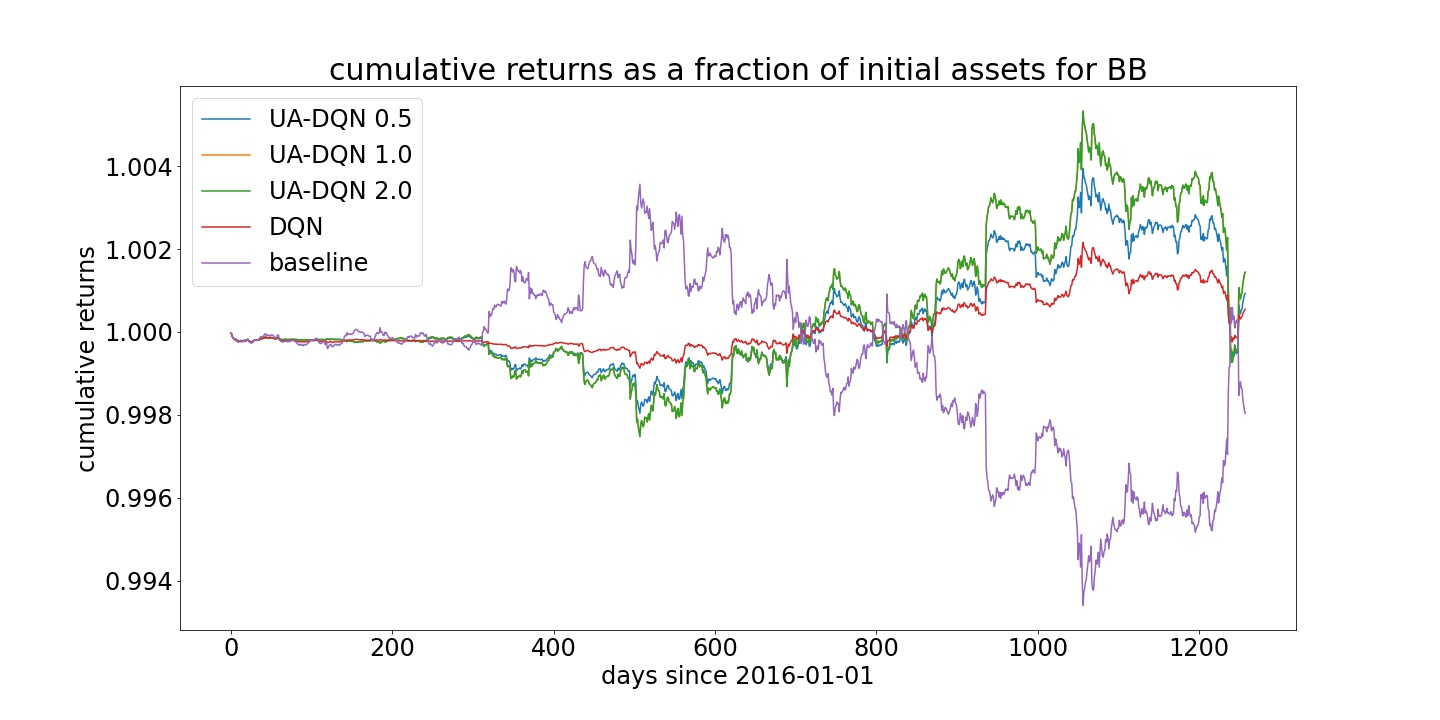 cumulative returns as a fraction of initial assets for BB
UA-DQN 0.5
UA-DQN 1.0
UA-DQN 2.0
DQN
baseline
cumulative returns
1.004
1.002
1.000
0.998
0.996
0.994
0 200 400 600 800 1000 1200
days since 2016-01-01